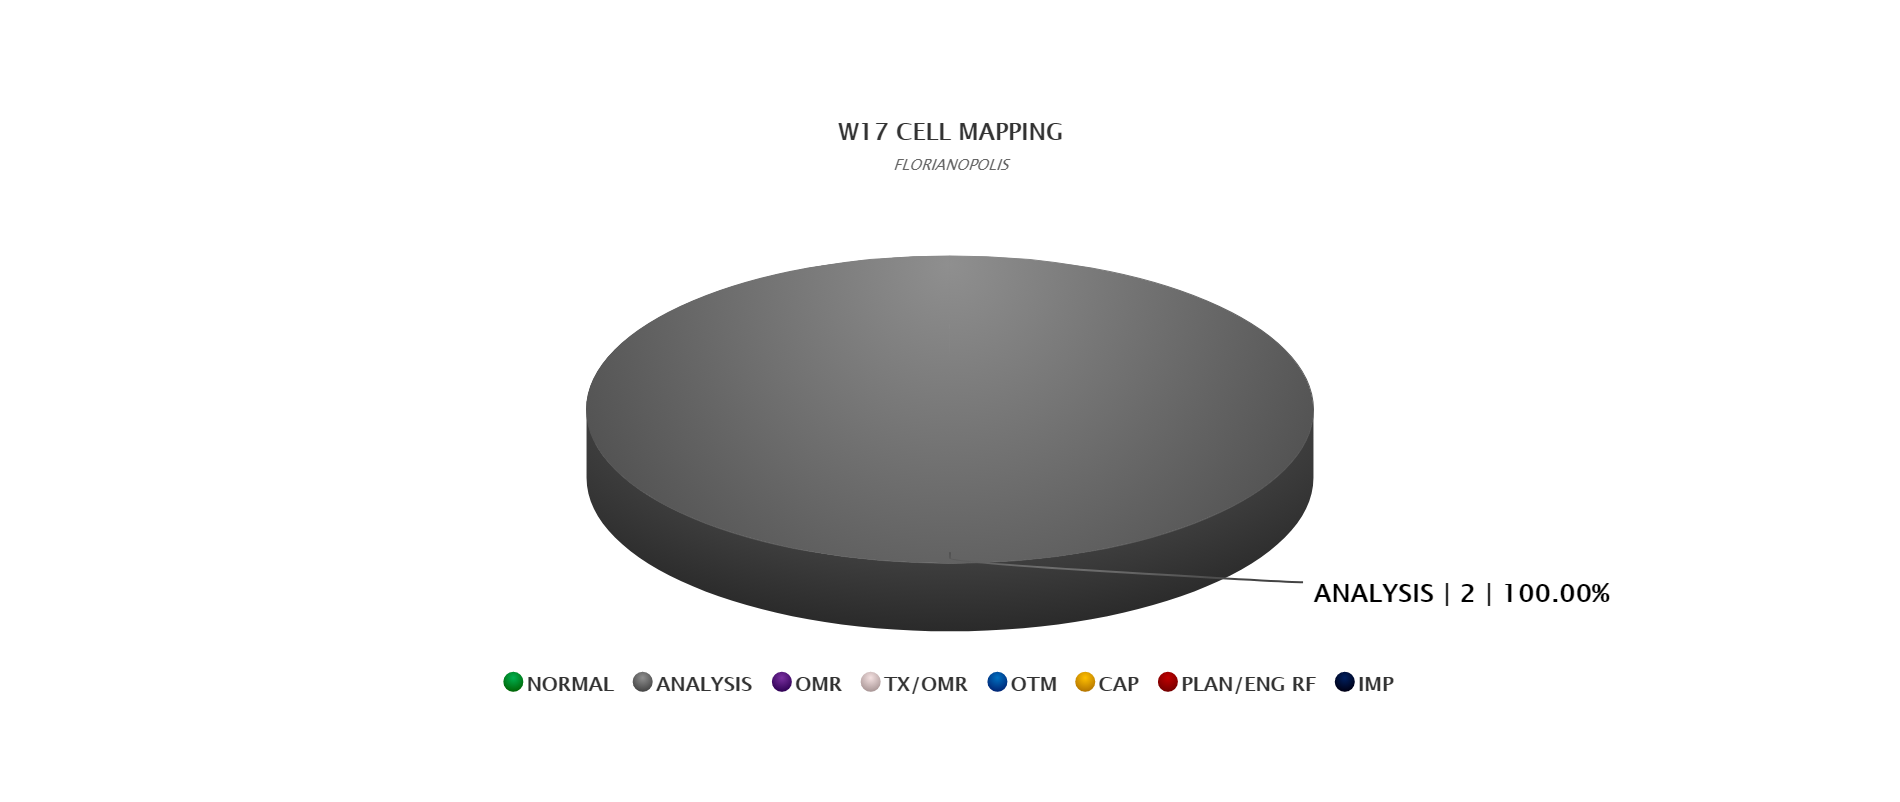 W17 CELL MAPPING
FLORIANOPOLIS
ANALYSIS | 2 | 100.00%
NORMAL ANALYSIS OMR TX/OMR OTM CAP PLAN/ENG RF IMP